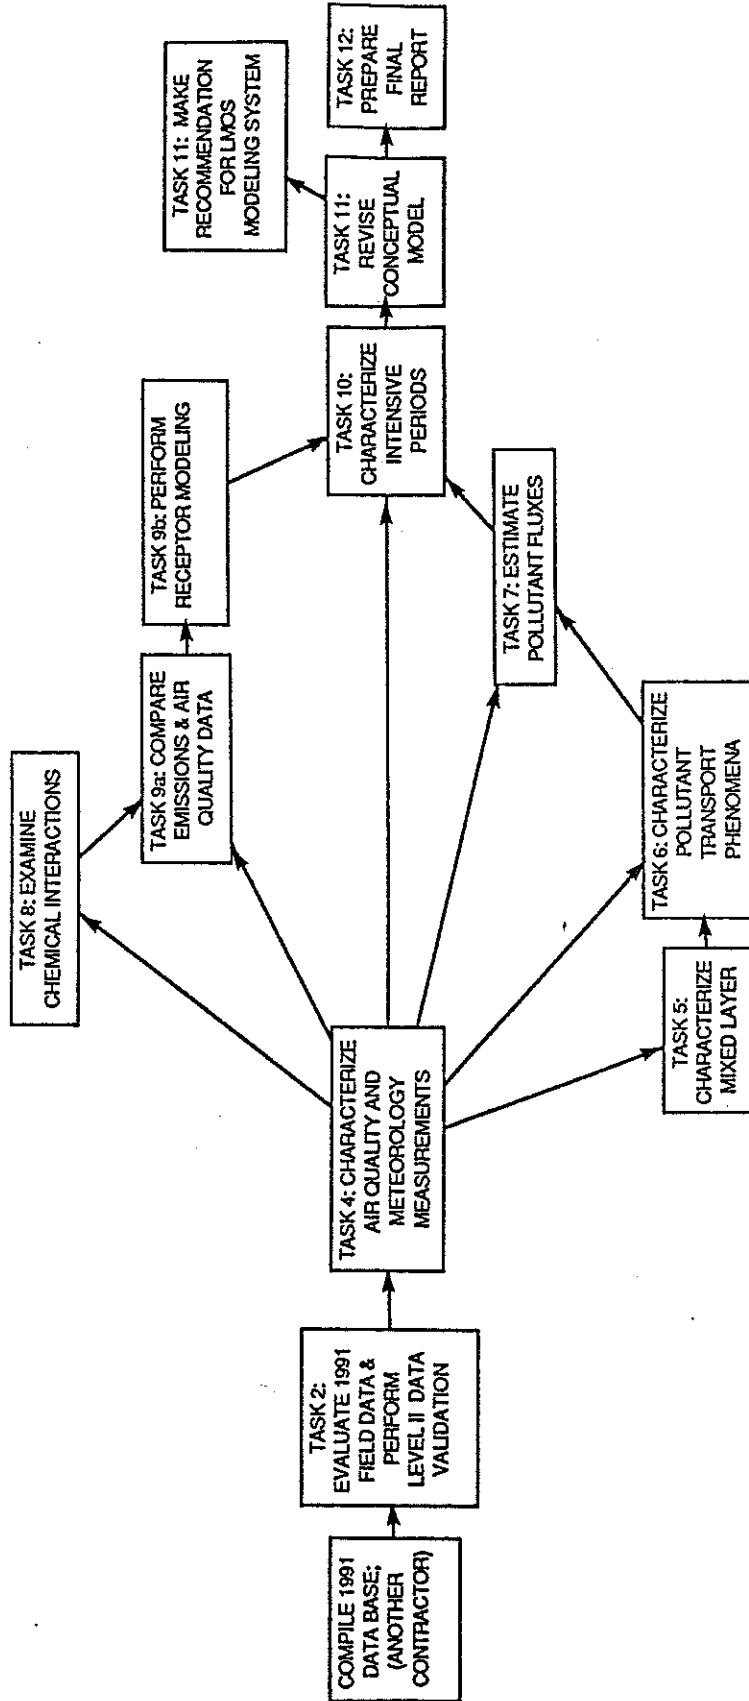 COMPILE 1991
DATA BASE;
(ANOTHER
CONTRACTOR)
TASK 2:
EVALUATE 1991
FIELD DATA &
PERFORM
LEVEL II DATA
VALIDATION
TASK 4: CHARACTERIZE
AIR QUALITY AND
METEOROLOGY
MEASUREMENTS
TASK 8: EXAMINE
CHEMICAL INTERACTIONS
TASK 9a: COMPARE
EMISSIONS & AIR
QUALITY DATA
TASK 9b: PERFORM
RECEPTOR MODELING
TASK 5:
CHARACTERIZE
MIXED LAYER
TASK 6: CHARACTERIZE
POLLUTANT
TRANSPORT
PHENOMENA
TASK 7: ESTIMATE
POLLUTANT FLUXES
TASK 10:
CHARACTERIZE
INTENSIVE
PERIODS
TASK 11:
REVISE
CONCEPTUAL
MODEL
TASK 11: MAKE
RECOMMENDATION
FOR LMOS
MODELING SYSTEM
TASK 12:
PREPARE
FINAL
REPORT